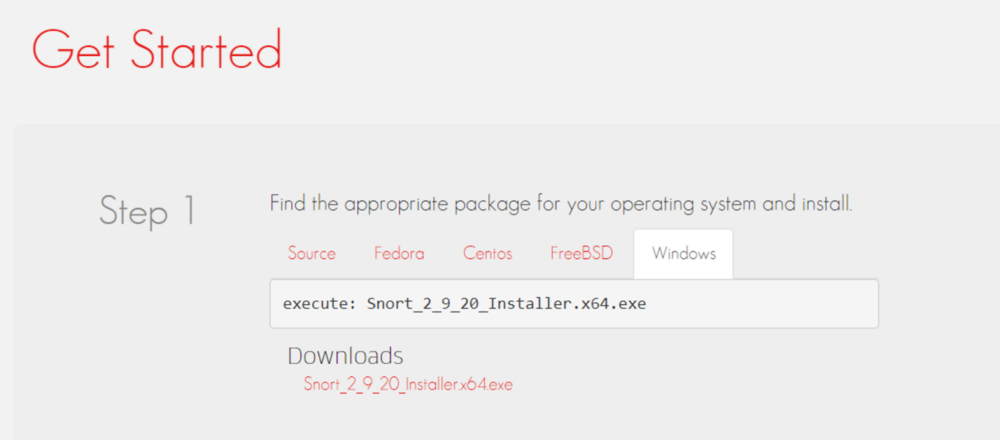 Get Started
Step 1
Find the appropriate package for your operating system and install.
Source Fedora Centos FreeBSD Windows
execute: Snort_2_9_20_Installer.x64.exe
Downloads
Snort_2_9_20_Installer.x64.exe